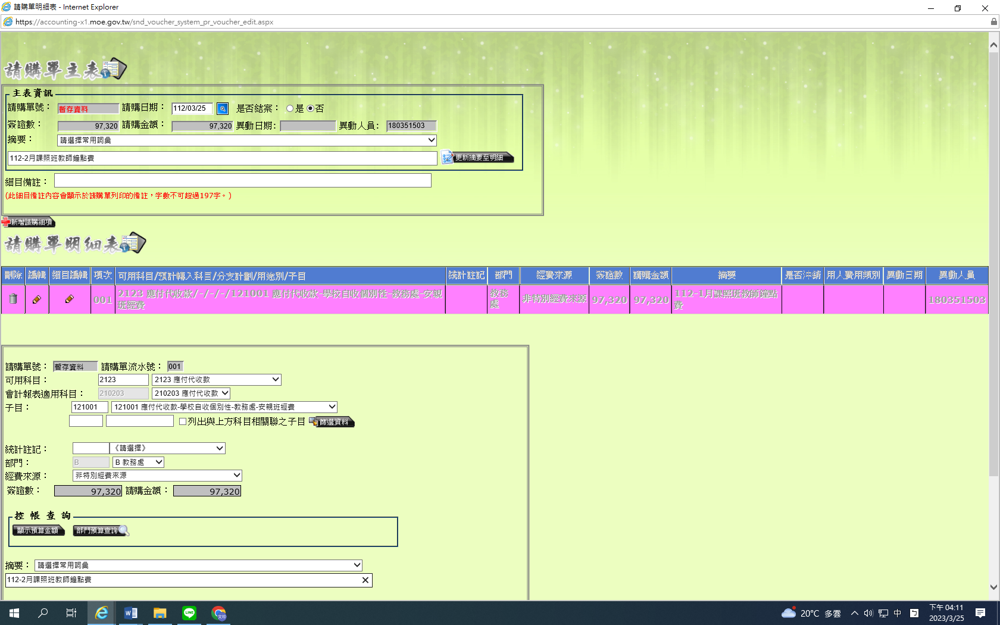 請購單明細表 - Internet Explorer
https://accounting-x1.moe.gov.tw/snd_voucher_system_pr_voucher_edit.aspx
請購單主表
主表資訊
請購單號： 暫存資料 請購日期： 112/03/25 是否結案： 是 否
簽證數： 97,320 請購金額： 97,320 異動日期: 異動人員: 180351503
摘要： 請選擇常用詞彙
112-2月課照班教師鐘點費 更新摘要至明細
細目備註：
(此細目備註內容會顯示於請購單列印的備註，字數不可超過197字。)
新增請購細項
請購單明細表
刪除 編輯 細目編輯 項次 可用科目/預計轉入科目/分支計劃/用途別/子目 統計註記 部門 經費來源 簽證數 請購金額 摘要 是否沖銷 用人費用類別 異動日期 異動人員
001 2123 應付代收款/-/-/-/121001 應付代收款-學校自收個別性-教務處-安親班經費 教務處 非特別經費來源 97,320 97,320 112-1月課照班教師鐘點費 180351503
請購單號： 暫存資料 請購單流水號： 001
可用科目： 2123 2123 應付代收款
會計報表適用科目： 210203 210203 應付代收款
子目： 121001 121001 應付代收款-學校自收個別性-教務處-安親班經費
列出與上方科目相關聯之子目 篩選資料
統計註記： 《請選擇》
部門： B B 教務處
經費來源： 非特別經費來源
簽證數： 97,320 請購金額： 97,320
控帳查詢
顯示預算金額 部門預算查詢
摘要： 請選擇常用詞彙
112-2月課照班教師鐘點費
20°C 多雲 中 下午 04:11
2023/3/25